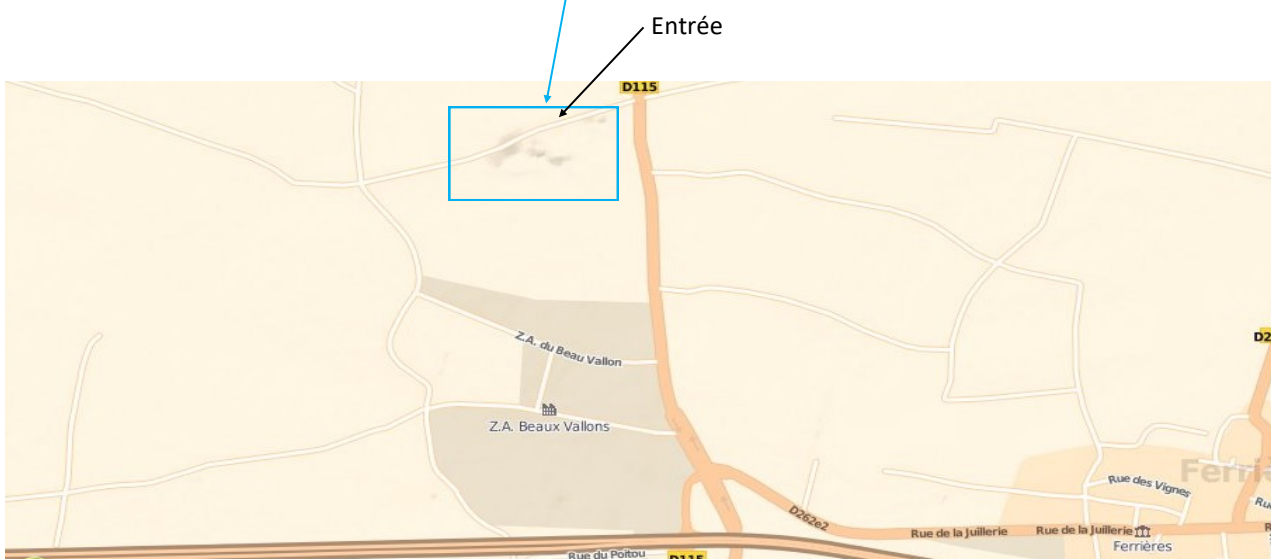 Entrée
D115
Z.A. du Beau Vallon
Z.A. Beaux Vallons
D262e2
Rue de la Juillerie
Rue de la Juillerie
Rue des Vignes
Ferrières
Rue du Poitou
D115